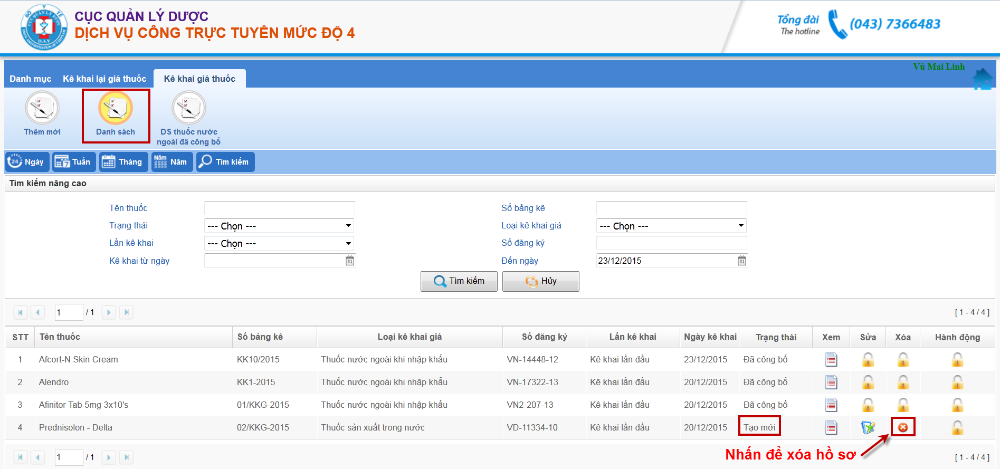 CỤC QUẢN LÝ DƯỢC
DỊCH VỤ CÔNG TRỰC TUYẾN MỨC ĐỘ 4
Tổng đài
The hotline
(043) 7366483
BỘ Y TẾ
CỤC QUẢN LÝ DƯỢC
D.A.V
Vũ Mai Linh
Danh mục Kê khai lại giá thuốc Kê khai giá thuốc
Thêm mới Danh sách DS thuốc nước
ngoài đã công bố
24 Ngày 7 Tuần Tháng Năm Năm Tìm kiếm
Tìm kiếm nâng cao
Tên thuốc Số bảng kê
Trạng thái --- Chọn --- Loại kê khai giá --- Chọn ---
Lần kê khai --- Chọn --- Số đăng ký
Kê khai từ ngày 31 Đến ngày 23/12/2015 31
Tìm kiếm Hủy
1 / 1 [ 1 - 4 / 4 ]
STT Tên thuốc Số bảng kê Loại kê khai giá Số đăng ký Lần kê khai Ngày kê khai Trạng thái Xem Sửa Xóa Hành động
1 Afcort-N Skin Cream KK10/2015 Thuốc nước ngoài khi nhập khẩu VN-14448-12 Kê khai lần đầu 23/12/2015 Đã công bố
2 Alendro KK1-2015 Thuốc nước ngoài khi nhập khẩu VN-17322-13 Kê khai lần đầu 20/12/2015 Đã công bố
3 Afinitor Tab 5mg 3x10's 01/KKG-2015 Thuốc nước ngoài khi nhập khẩu VN2-207-13 Kê khai lần đầu 20/12/2015 Đã công bố
4 Prednisolon - Delta 02/KKG-2015 Thuốc sản xuất trong nước VD-11334-10 Kê khai lần đầu 20/12/2015 Tạo mới
Nhấn để xóa hồ sơ
1 / 1 [ 1 - 4 / 4 ]